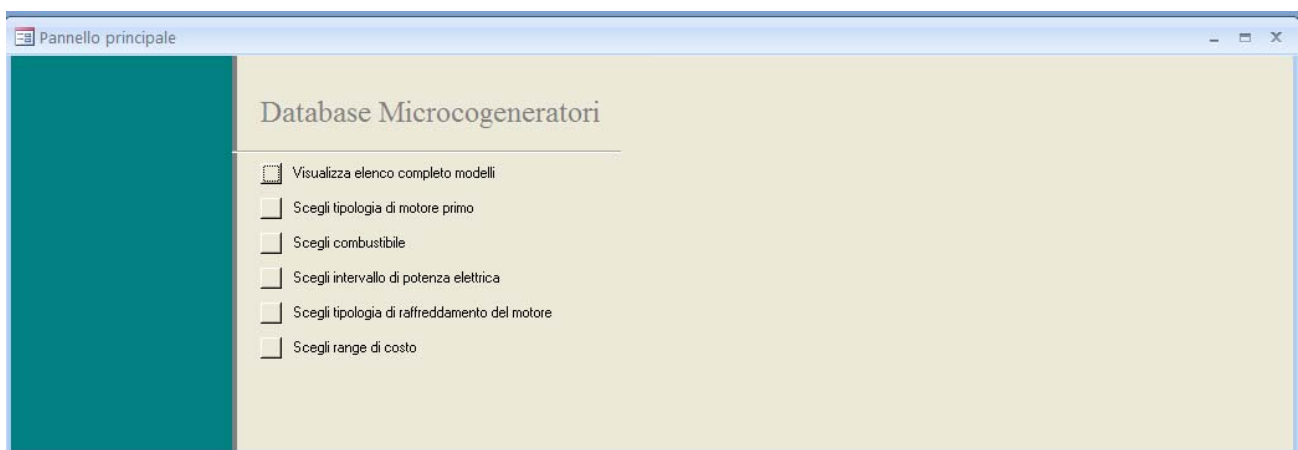 Pannello principale
Database Microcogeneratori
Visualizza elenco completo modelli
Scegli tipologia di motore primo
Scegli combustibile
Scegli intervallo di potenza elettrica
Scegli tipologia di raffreddamento del motore
Scegli range di costo